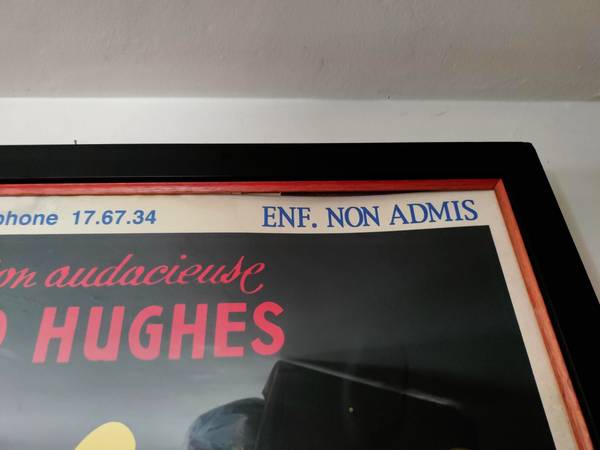 phone 17.67.34 ENF. NON ADMIS
on audacieuse
HUGHES